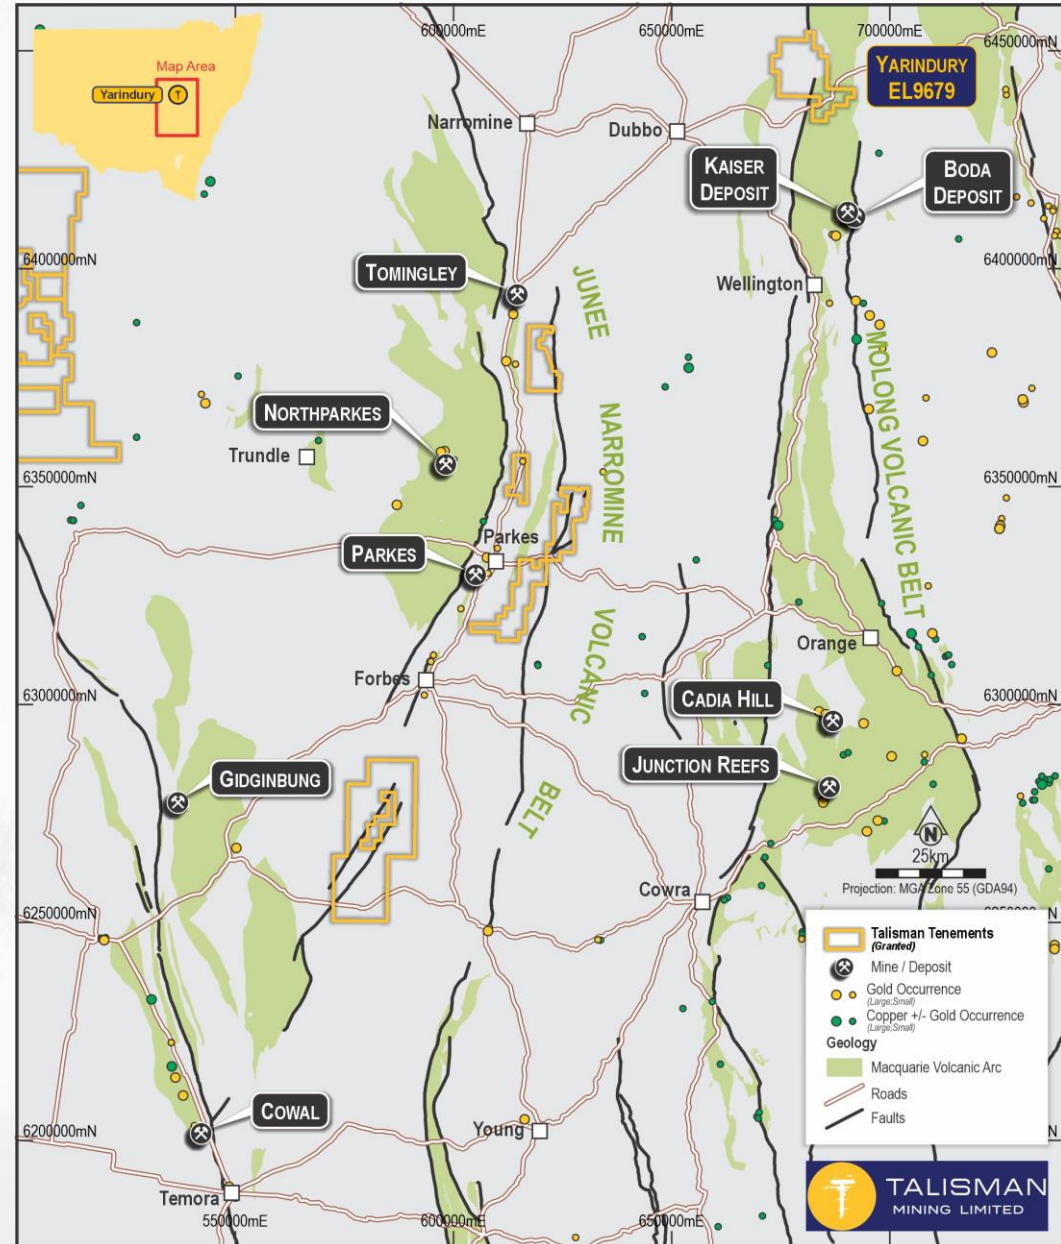 600000mE
650000mE
700000mE
6450000mN
Map Area
Yarindury
YARINDURY
EL9679
Narromine
Dubbo
KAISER
DEPOSIT
BODA
DEPOSIT
6400000mN
6400000mN
TOMINGLEY
JUNEE
Wellington
MOLONG VOLCANIC BELT
NORTHPARKES
NARROMINE
Trundle
6350000mN
6350000mN
Parkes
PARKES
VOLCANIC
Orange
Forbes
6300000mN
6300000mN
CADIA HILL
JUNCTION REEFS
GIDGINBUNG
BELT
N
25km
Projection: MGA Zone 55 (GDA94)
Cowra
6250000mN
Talisman Tenements
(Granted)
Mine / Deposit
Gold Occurrence
(Large;Small)
Copper +/- Gold Occurrence
(Large;Small)
Geology
Macquarie Volcanic Arc
Roads
Faults
COWAL
6200000mN
Young
Temora
550000mE
600000mE
650000mE
TALISMAN
MINING LIMITED